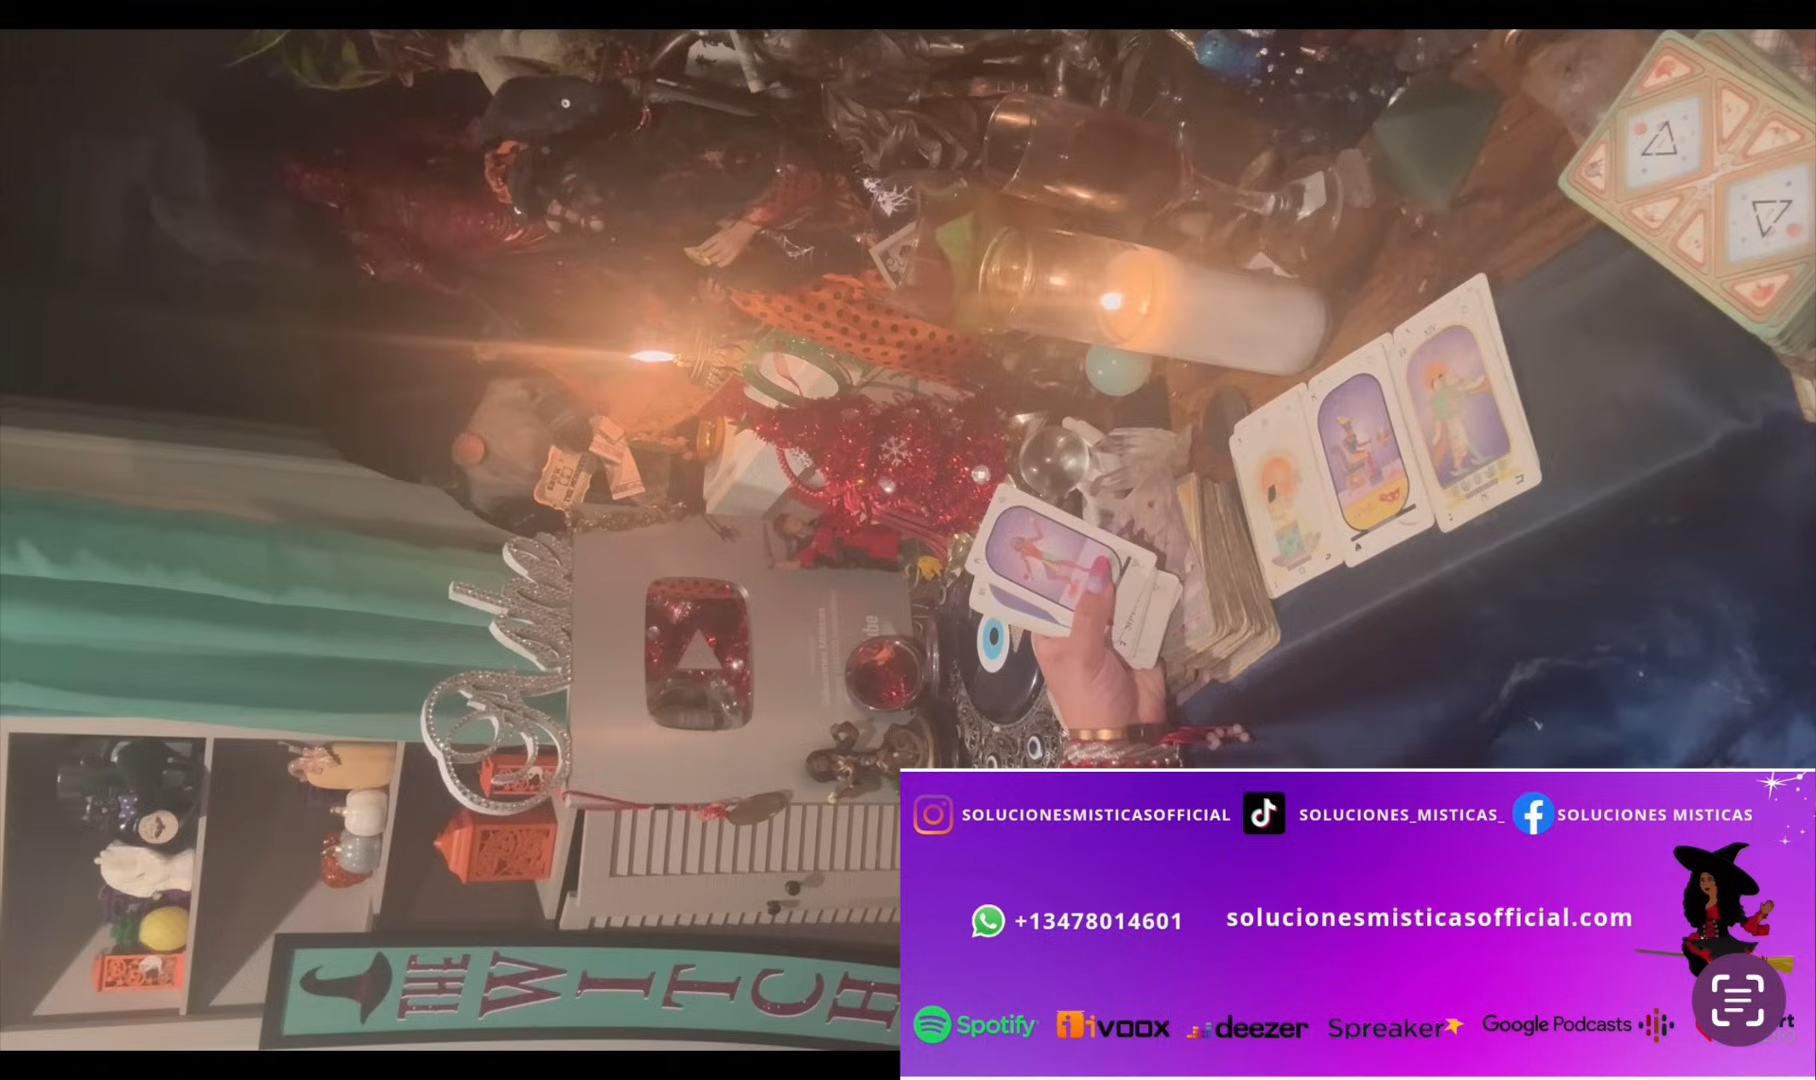 SOLUCIONESMISTICASOFFICIAL
SOLUCIONES_MISTICAS_
SOLUCIONES MISTICAS
+13478014601
solucionesmisticasofficial.com
Spotify
iVOOX
deezer
Spreaker
Google Podcasts
THE WITCH